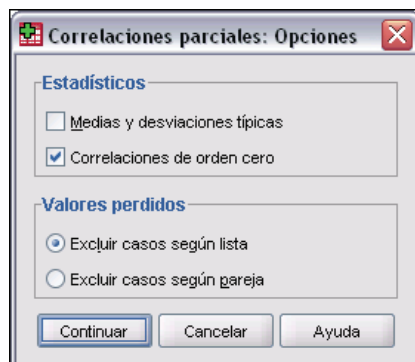 Correlaciones parciales: Opciones
Estadísticos
Medias y desviaciones típicas
Correlaciones de orden cero
Valores perdidos
Excluir casos según lista
Excluir casos según pareja
Continuar Cancelar Ayuda